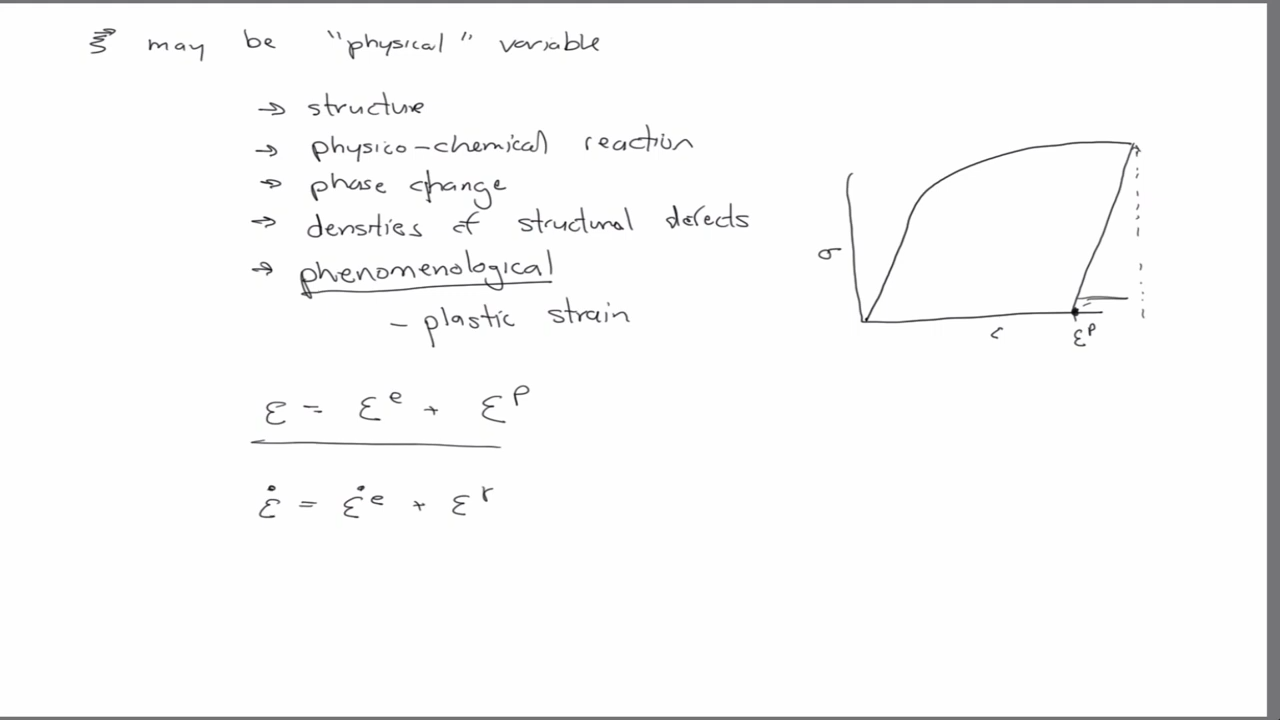 ξ⃗ may be "physical" variable
→ structure
→ physico-chemical reaction
→ phase change
→ densities of structural defects
→ phenomenological
- plastic strain
ε = εᵉ + εᵖ
ε̇ = ε̇ᵉ + εʳ
σ
ε
εᵖ